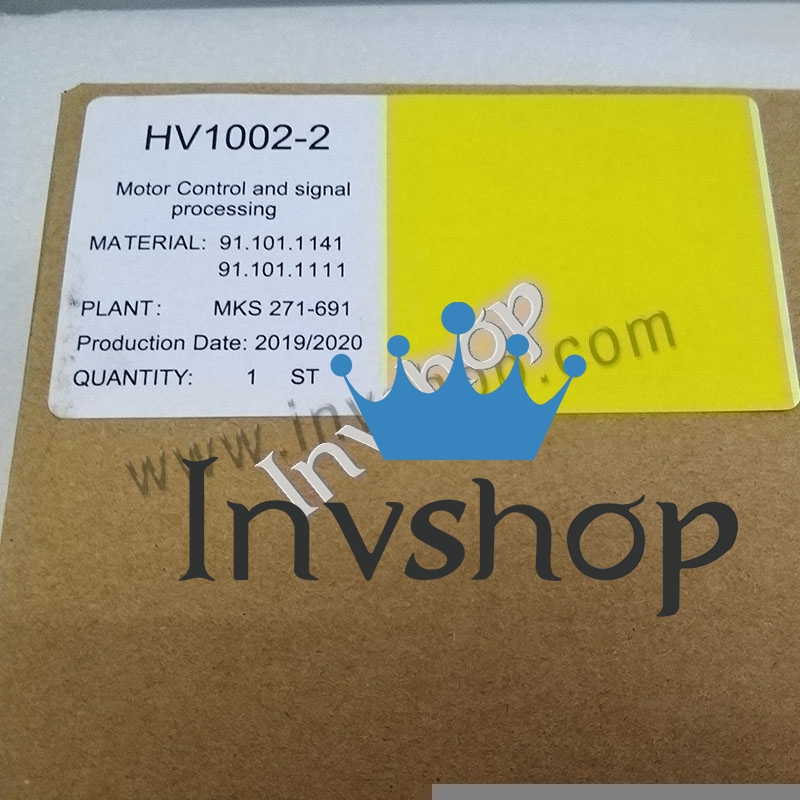 HV1002-2
Motor Control and signal
processing
MATERIAL: 91.101.1141
91.101.1111
PLANT: MKS 271-691
Production Date: 2019/2020
QUANTITY: 1 ST
www.invshop.com
Invshop
Invshop